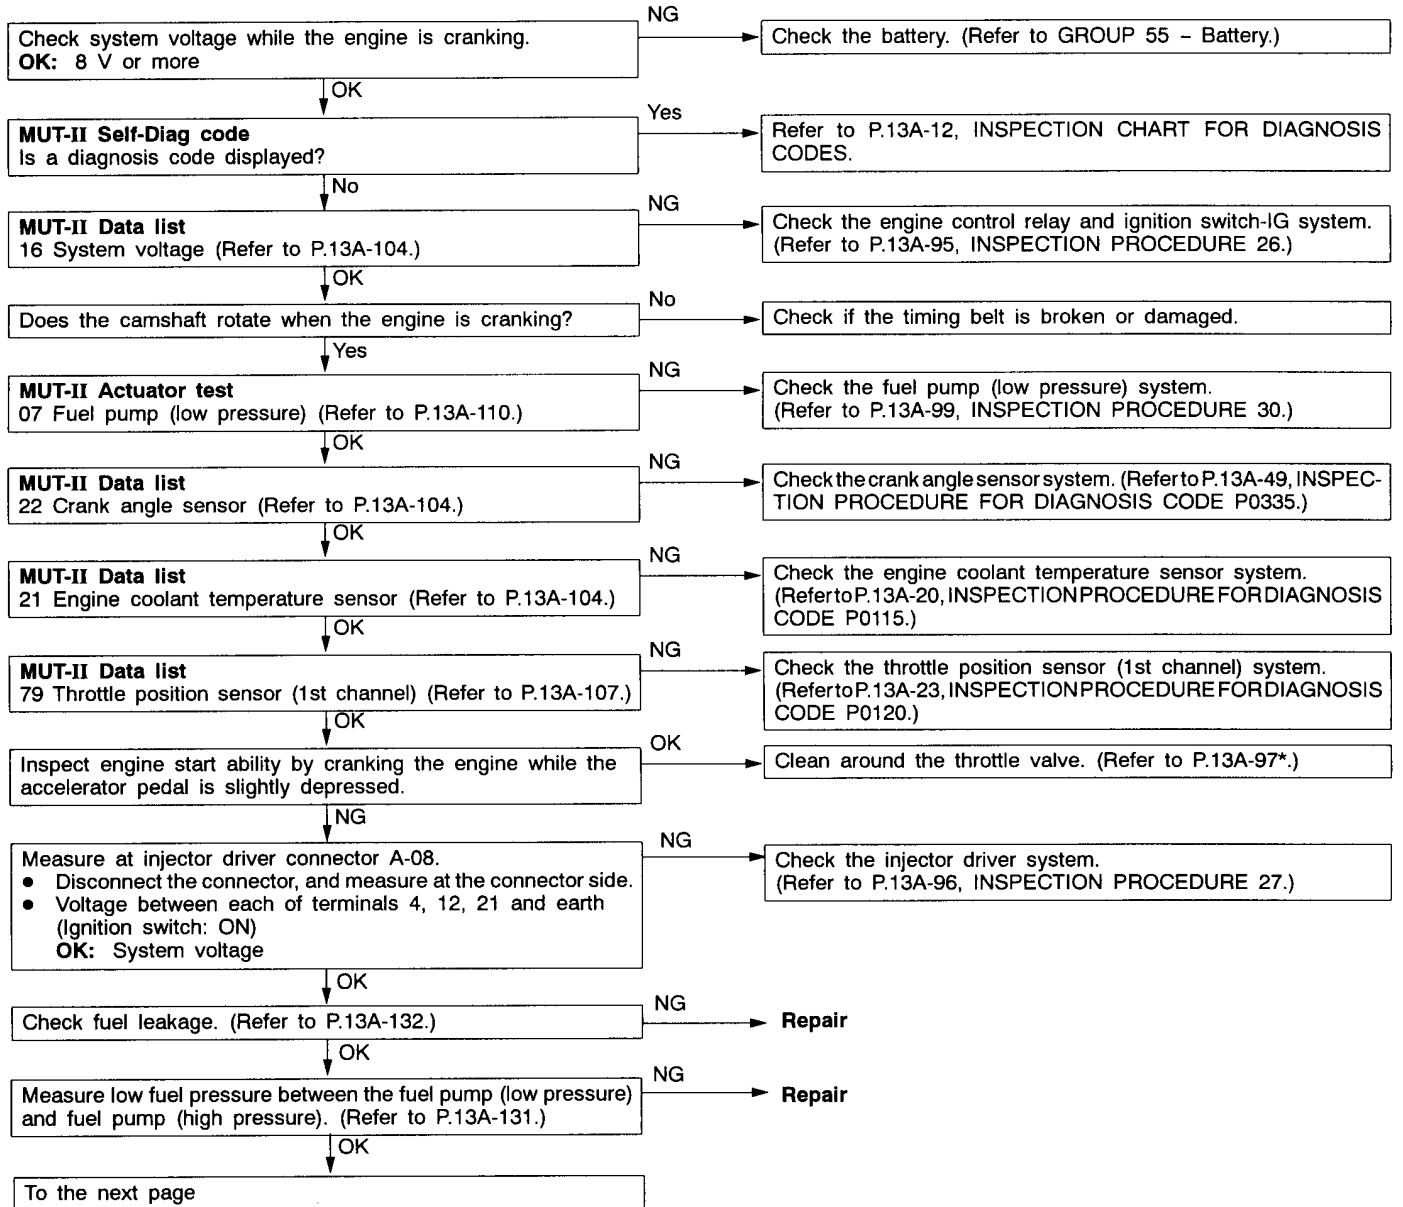 NG
Check system voltage while the engine is cranking.
OK: 8 V or more
Check the battery. (Refer to GROUP 55 – Battery.)
OK
MUT-II Self-Diag code
Is a diagnosis code displayed?
Yes
Refer to P.13A-12, INSPECTION CHART FOR DIAGNOSIS
CODES.
No
MUT-II Data list
16 System voltage (Refer to P.13A-104.)
NG
Check the engine control relay and ignition switch-IG system.
(Refer to P.13A-95, INSPECTION PROCEDURE 26.)
OK
Does the camshaft rotate when the engine is cranking?
No
Check if the timing belt is broken or damaged.
Yes
MUT-II Actuator test
07 Fuel pump (low pressure) (Refer to P.13A-110.)
NG
Check the fuel pump (low pressure) system.
(Refer to P.13A-99, INSPECTION PROCEDURE 30.)
OK
MUT-II Data list
22 Crank angle sensor (Refer to P.13A-104.)
NG
Check the crank angle sensor system. (Refer to P.13A-49, INSPEC-
TION PROCEDURE FOR DIAGNOSIS CODE P0335.)
OK
MUT-II Data list
21 Engine coolant temperature sensor (Refer to P.13A-104.)
NG
Check the engine coolant temperature sensor system.
(Refer to P.13A-20, INSPECTION PROCEDURE FOR DIAGNOSIS
CODE P0115.)
OK
MUT-II Data list
79 Throttle position sensor (1st channel) (Refer to P.13A-107.)
NG
Check the throttle position sensor (1st channel) system.
(Refer to P.13A-23, INSPECTION PROCEDURE FOR DIAGNOSIS
CODE P0120.)
OK
Inspect engine start ability by cranking the engine while the
accelerator pedal is slightly depressed.
OK
Clean around the throttle valve. (Refer to P.13A-97*.)
NG
Measure at injector driver connector A-08.
● Disconnect the connector, and measure at the connector side.
● Voltage between each of terminals 4, 12, 21 and earth
(Ignition switch: ON)
OK: System voltage
NG
Check the injector driver system.
(Refer to P.13A-96, INSPECTION PROCEDURE 27.)
OK
Check fuel leakage. (Refer to P.13A-132.)
NG
Repair
OK
Measure low fuel pressure between the fuel pump (low pressure)
and fuel pump (high pressure). (Refer to P.13A-131.)
NG
Repair
OK
To the next page